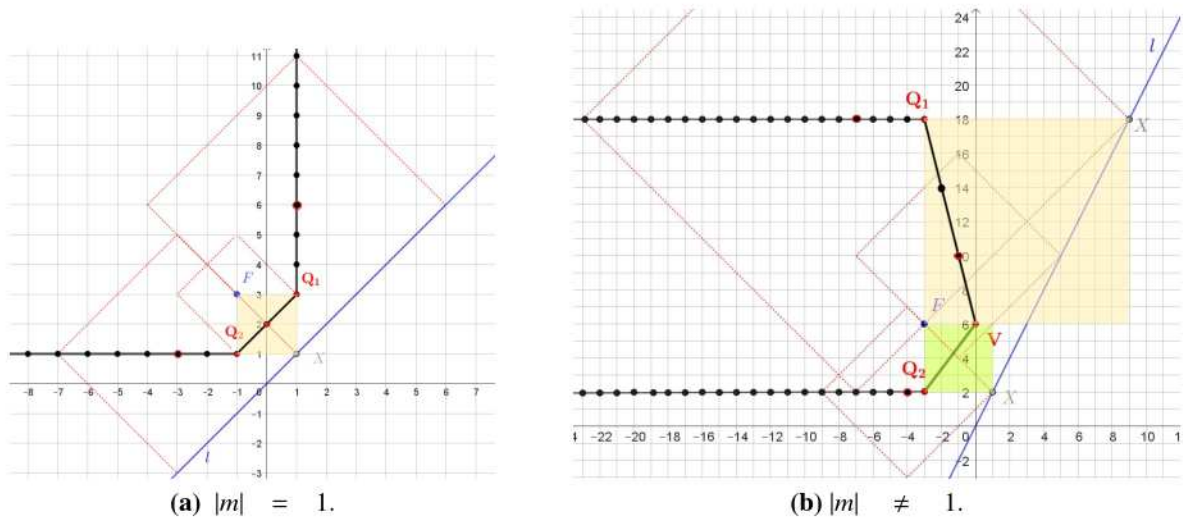 11
10
9
8
7
6
5
4
3
2
1
-1
-2
-3
-8 -7 -6 -5 -4 -3 -2 -1 0 1 2 3 4 5 6 7
F
Q₁
Q₂
X
l
24
22
20
18
16
14
12
10
8
6
4
2
-2
4 -22 -20 -18 -16 -14 -12 -10 -8 -6 -4 -2 0 2 4 6 8 10 12
l
Q₁
X
F
V
Q₂
X
(a) |m| = 1.
(b) |m| ≠ 1.